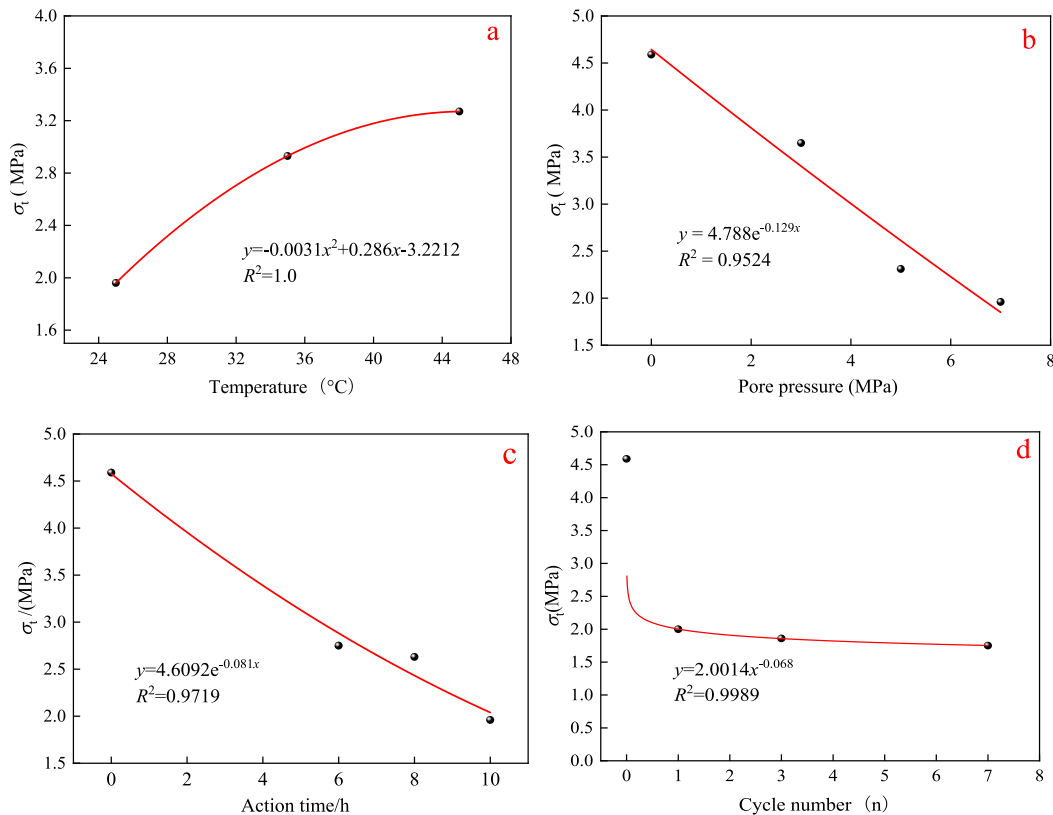 a
4.0
3.6
3.2
2.8
2.4
2.0
1.6
σt ( MPa)
y=-0.0031x²+0.286x-3.2212
R²=1.0
24 28 32 36 40 44 48
Temperature (°C)
b
5.0
4.5
4.0
3.5
3.0
2.5
2.0
1.5
σt ( MPa)
y = 4.788e^-0.129x
R² = 0.9524
0 2 4 6 8
Pore pressure (MPa)
c
5.0
4.5
4.0
3.5
3.0
2.5
2.0
1.5
σt /(MPa)
y=4.6092e^-0.081x
R²=0.9719
0 2 4 6 8 10
Action time/h
d
5.0
4.5
4.0
3.5
3.0
2.5
2.0
1.5
1.0
0.5
0.0
σt(MPa)
y=2.0014x^-0.068
R²=0.9989
0 1 2 3 4 5 6 7 8
Cycle number (n)